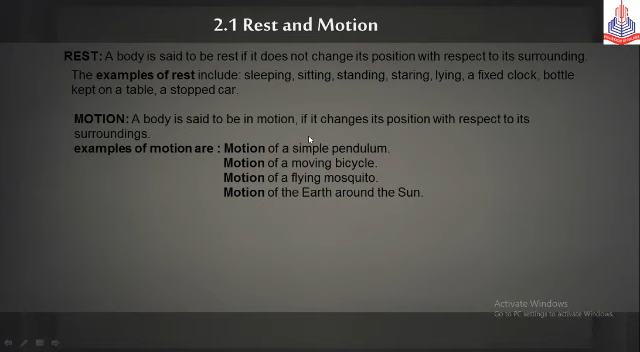 2.1 Rest and Motion
REST: A body is said to be rest if it does not change its position with respect to its surrounding.
The examples of rest include: sleeping, sitting, standing, staring, lying, a fixed clock, bottle
kept on a table, a stopped car.
MOTION: A body is said to be in motion, if it changes its position with respect to its
surroundings.
examples of motion are : Motion of a simple pendulum.
Motion of a moving bicycle.
Motion of a flying mosquito.
Motion of the Earth around the Sun.
Activate Windows
Go to PC settings to activate Windows.